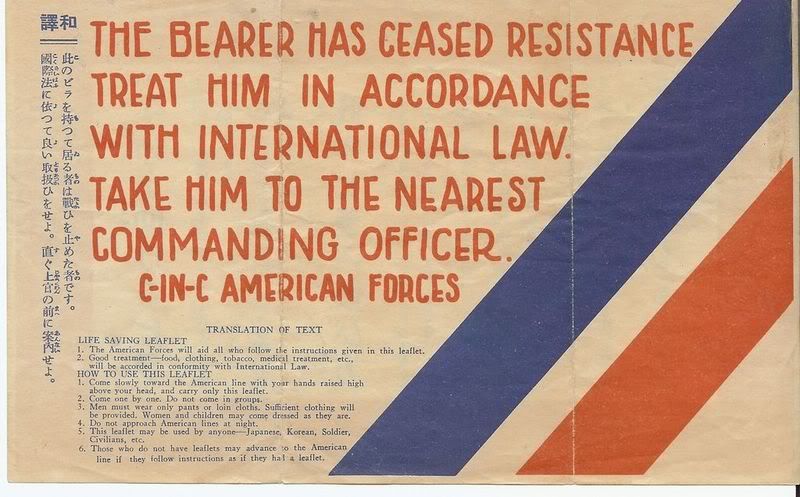 和譯
此のビラを持つて居る者は戰ひを止めた者です。
國際法に依つて良い取扱ひをせよ。直ぐ上官の前に案內せよ。
THE BEARER HAS CEASED RESISTANCE
TREAT HIM IN ACCORDANCE
WITH INTERNATIONAL LAW.
TAKE HIM TO THE NEAREST
COMMANDING OFFICER.
C-IN-C AMERICAN FORCES
TRANSLATION OF TEXT
LIFE SAVING LEAFLET
1. The American Forces will aid all who follow the instructions given in this leaflet.
2. Good treatment—food, clothing, tobacco, medical treatment, etc.,
will be accorded in conformity with International Law.
HOW TO USE THIS LEAFLET
1. Come slowly toward the American line with your hands raised high
above your head, and carry only this leaflet.
2. Come one by one. Do not come in groups.
3. Men must wear only pants or loin cloths. Sufficient clothing will
be provided. Women and children may come dressed as they are.
4. Do not approach American lines at night.
5. This leaflet may be used by anyone—Japanese, Korean, Soldier,
Civilians, etc.
6. Those who do not have leaflets may advance to the American
line if they follow instructions as if they had a leaflet.